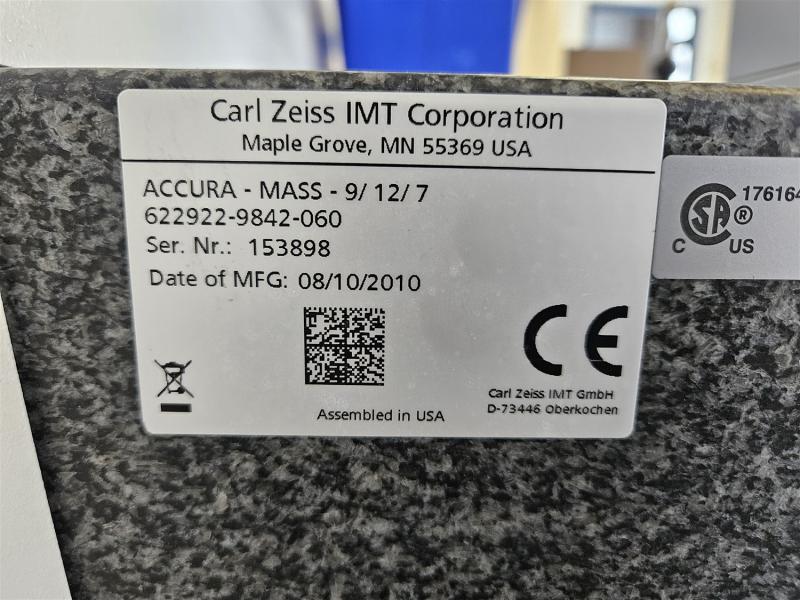 Carl Zeiss IMT Corporation
Maple Grove, MN 55369 USA
ACCURA - MASS - 9/ 12/ 7
622922-9842-060
Ser. Nr.: 153898
Date of MFG: 08/10/2010
CE
Carl Zeiss IMT GmbH
D-73446 Oberkochen
Assembled in USA
176164
SA®
C US